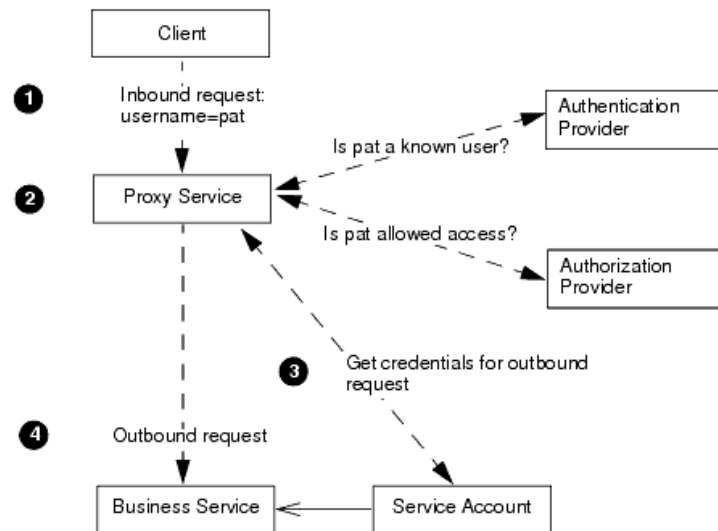 Client
1
Inbound request:
username=pat
Authentication
Provider
Is pat a known user?
2
Proxy Service
Is pat allowed access?
Authorization
Provider
3
Get credentials for outbound
request
4
Outbound request
Business Service
Service Account